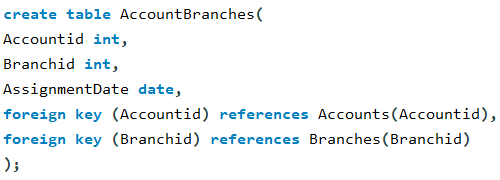 create table AccountBranches(
Accountid int,
Branchid int,
AssignmentDate date,
foreign key (Accountid) references Accounts(Accountid),
foreign key (Branchid) references Branches(Branchid)
);